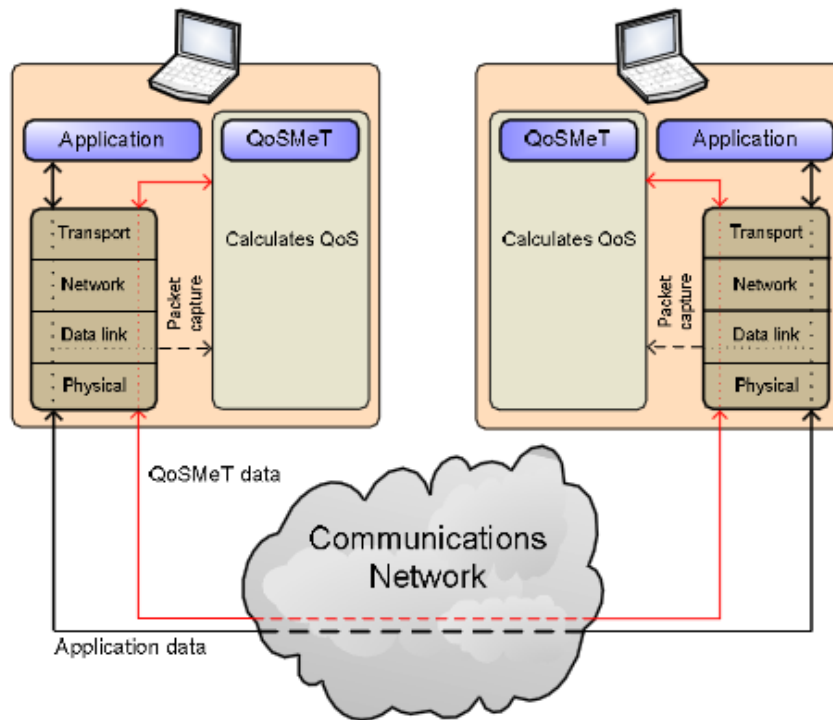 Application
QoSMeT
Transport
Network
Data link
Physical
Calculates QoS
Packet
capture
QoSMeT
Application
Calculates QoS
Packet
capture
Transport
Network
Data link
Physical
QoSMeT data
Communications
Network
Application data